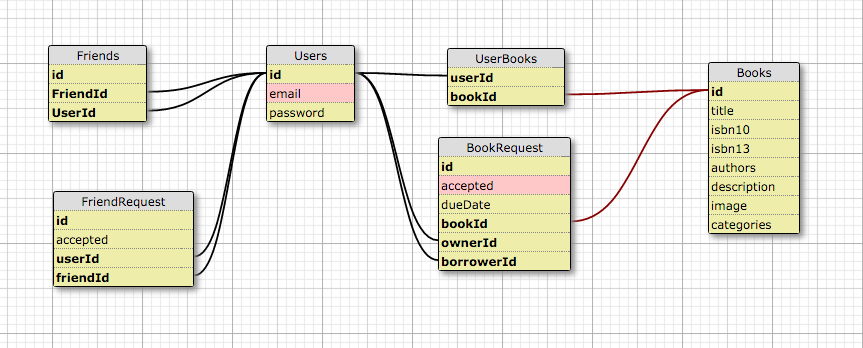 Friends
id
FriendId
UserId
Users
id
email
password
UserBooks
userId
bookId
Books
id
title
isbn10
isbn13
authors
description
image
categories
BookRequest
id
accepted
dueDate
bookId
ownerId
borrowerId
FriendRequest
id
accepted
userId
friendId